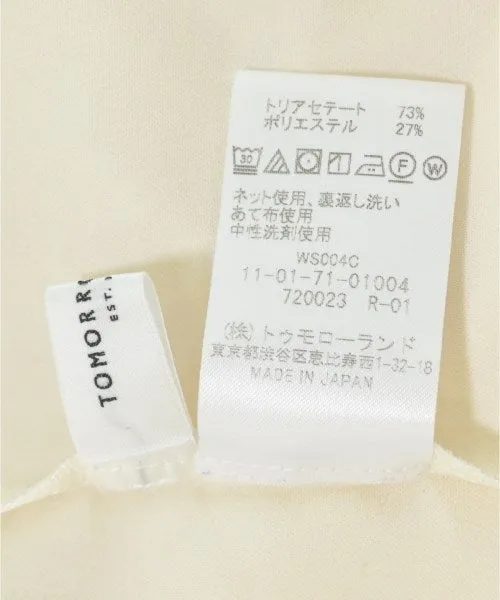 トリアセテート 73%
ポリエステル 27%
30 F W
ネット使用、裏返し洗い
あて布使用
中性洗剤使用
WS004C
11-01-71-01004
720023 R-01
(株)トゥモローランド
東京都渋谷区恵比寿西1-32-18
MADE IN JAPAN
TOMORR
EST.